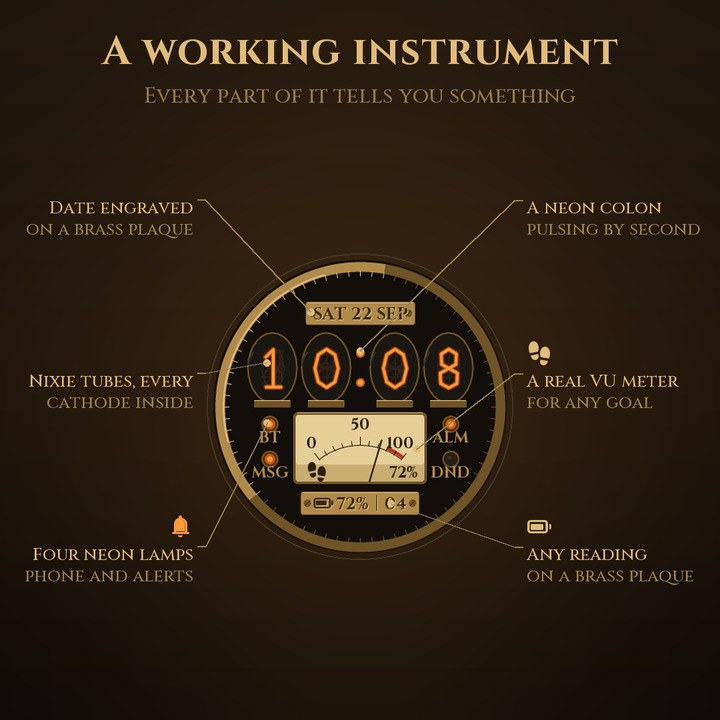 A WORKING INSTRUMENT
EVERY PART OF IT TELLS YOU SOMETHING
DATE ENGRAVED
ON A BRASS PLAQUE
A NEON COLON
PULSING BY SECOND
SAT 22 SEP
10:08
NIXIE TUBES, EVERY
CATHODE INSIDE
A REAL VU METER
FOR ANY GOAL
BT
0 50 100
ALM
MSG
72%
DND
72% | 4
FOUR NEON LAMPS
PHONE AND ALERTS
ANY READING
ON A BRASS PLAQUE